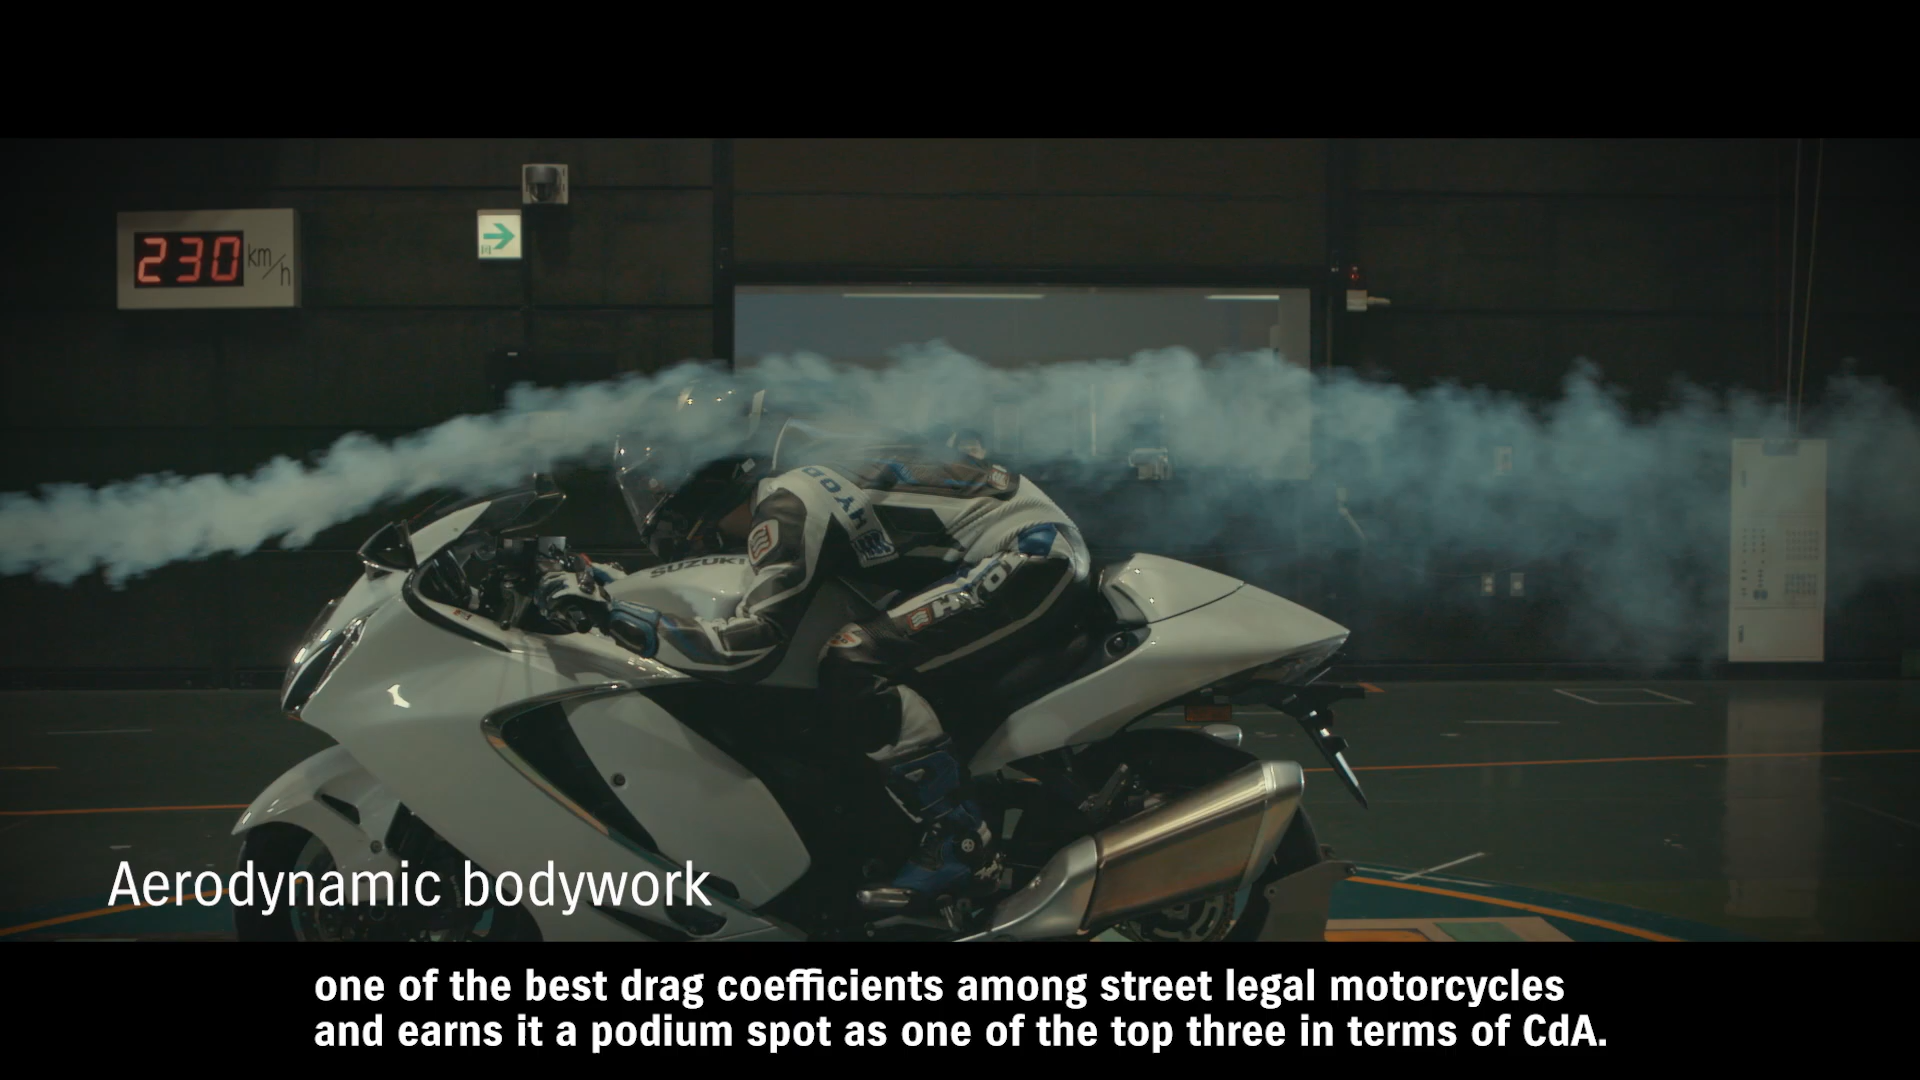 230 km/h
HYOD
SUZUKI
HYOD
Aerodynamic bodywork
one of the best drag coefficients among street legal motorcycles
and earns it a podium spot as one of the top three in terms of CdA.